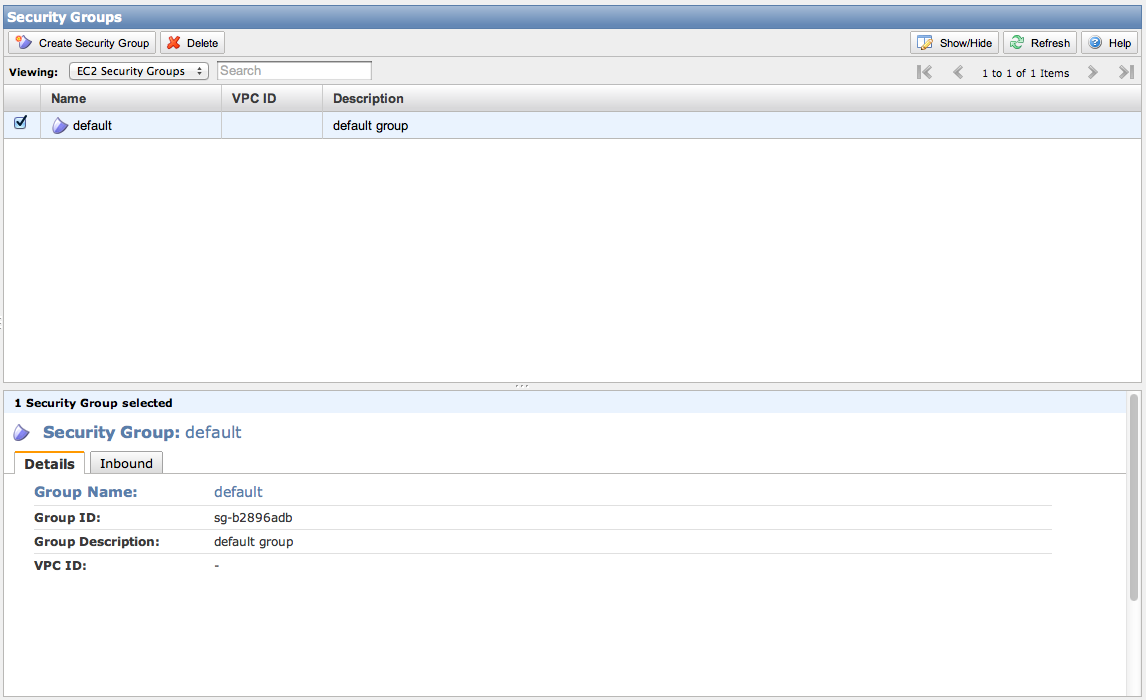 Security Groups
Create Security Group Delete Show/Hide Refresh Help
Viewing: EC2 Security Groups Search 1 to 1 of 1 Items
Name VPC ID Description
default default group
1 Security Group selected
Security Group: default
Details Inbound
Group Name: default
Group ID: sg-b2896adb
Group Description: default group
VPC ID: -